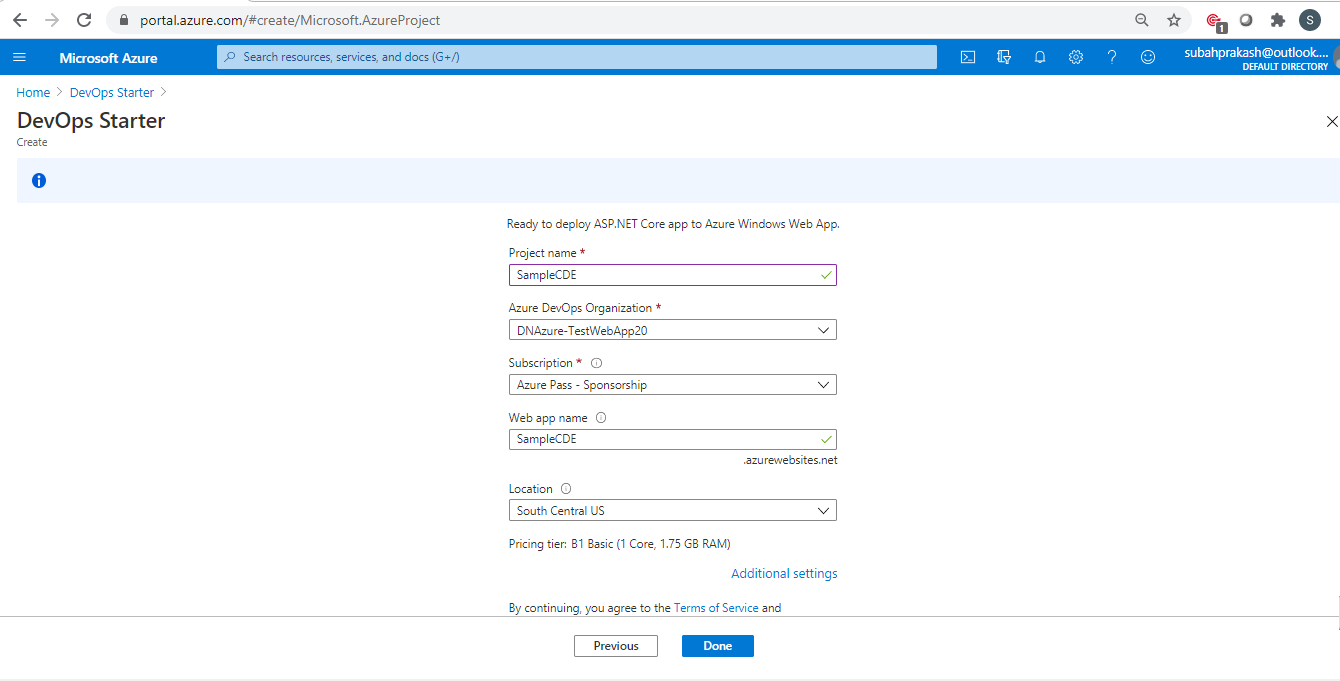 portal.azure.com/#create/Microsoft.AzureProject
1
S
Microsoft Azure
Search resources, services, and docs (G+/)
subahprakash@outlook....
DEFAULT DIRECTORY
Home > DevOps Starter >
DevOps Starter
Create
Ready to deploy ASP.NET Core app to Azure Windows Web App.
Project name *
SampleCDE
Azure DevOps Organization *
DNAzure-TestWebApp20
Subscription *
Azure Pass - Sponsorship
Web app name
SampleCDE
.azurewebsites.net
Location
South Central US
Pricing tier: B1 Basic (1 Core, 1.75 GB RAM)
Additional settings
By continuing, you agree to the Terms of Service and
Previous
Done